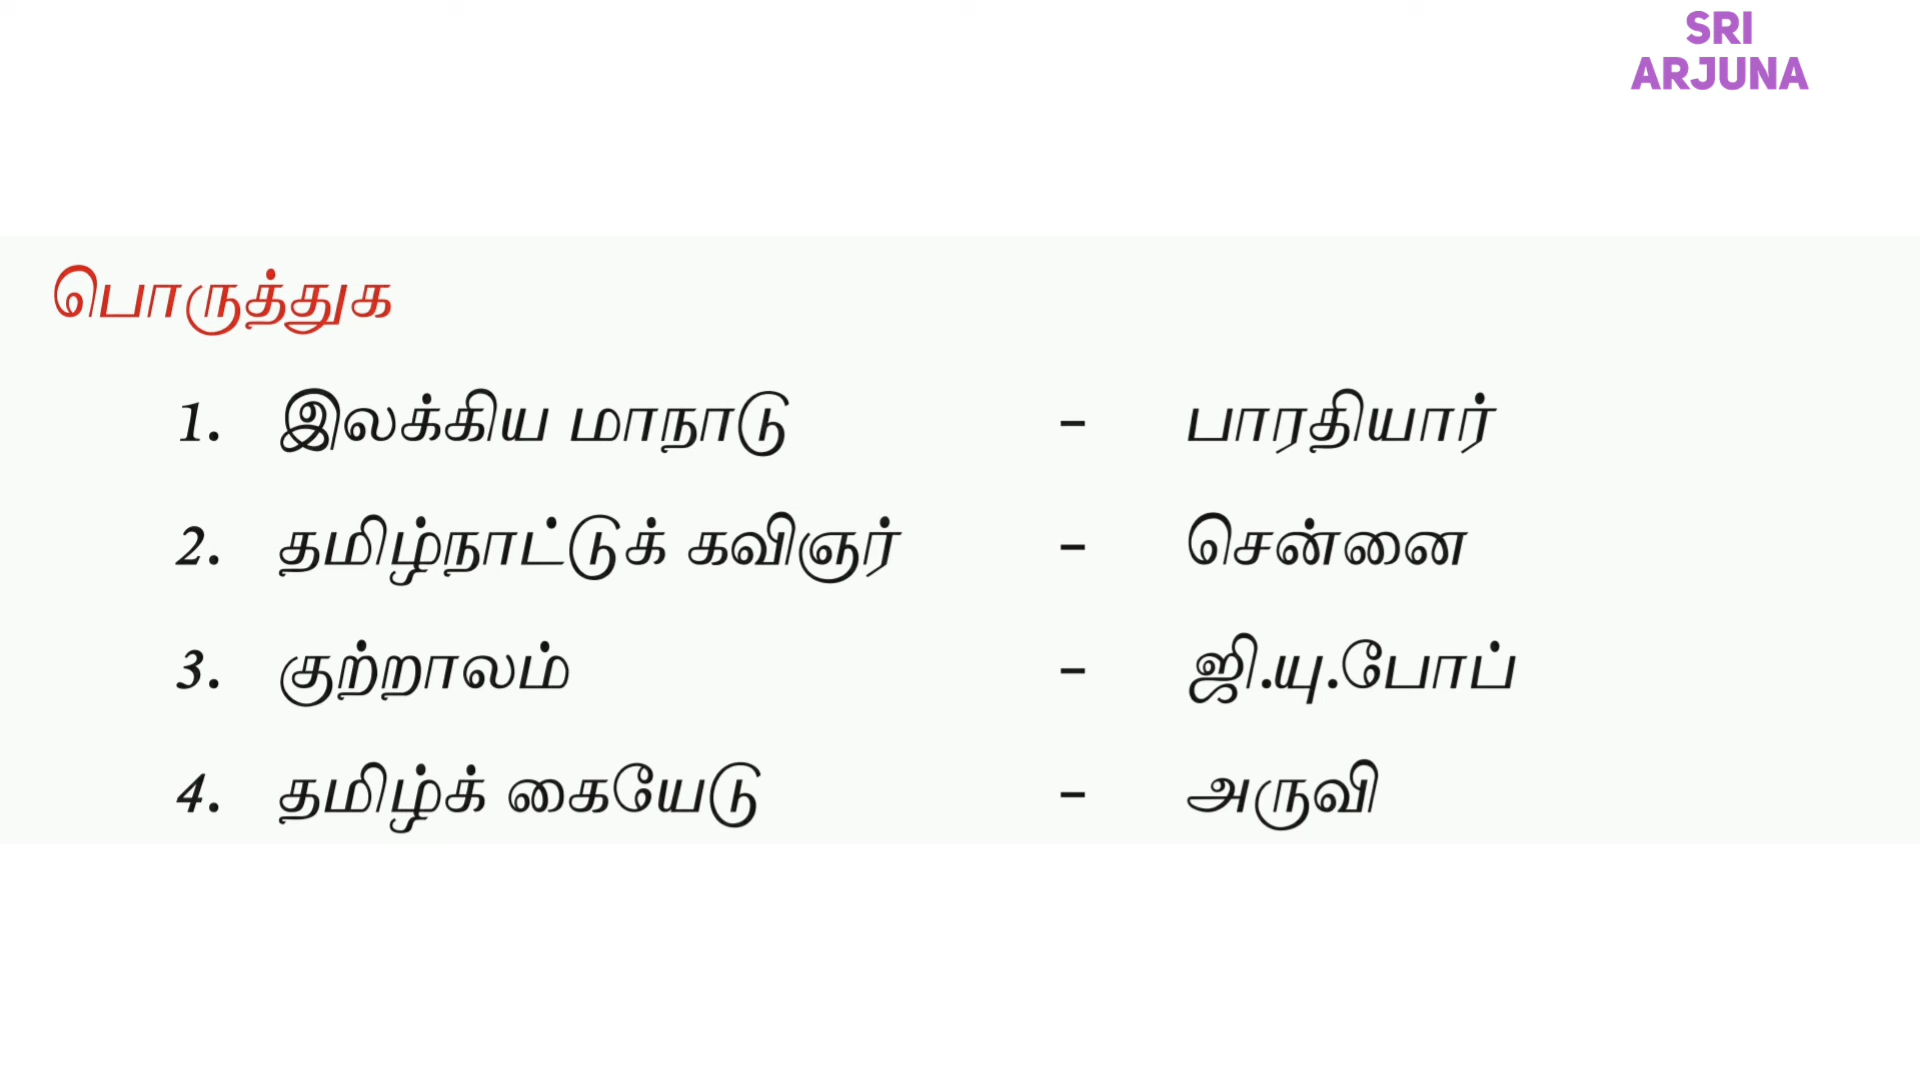 SRI
ARJUNA
பொருத்துக
1. இலக்கிய மாநாடு – பாரதியார்
2. தமிழ்நாட்டுக் கவிஞர் – சென்னை
3. குற்றாலம் – ஜி.யு.போப்
4. தமிழ்க் கையேடு – அருவி